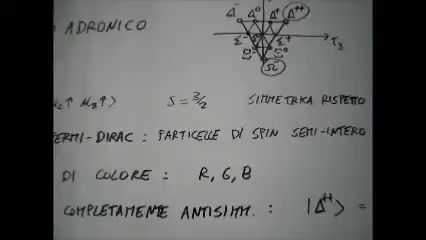 Δ⁻ Δ⁰ Δ⁺ Δ⁺⁺
ADRONICO
Σ⁻ Σ⁺ T₃
Ξ⁻ Ξ⁰
Ω⁻
↑ u₃↑⟩ S = 3/2 SIMMETRICA RISPETTO
FERMI-DIRAC : PARTICELLE DI SPIN SEMI-INTERO
DI COLORE : R, G, B
COMPLETAMENTE ANTISIMM. : |Δ⁺⁺⟩ =